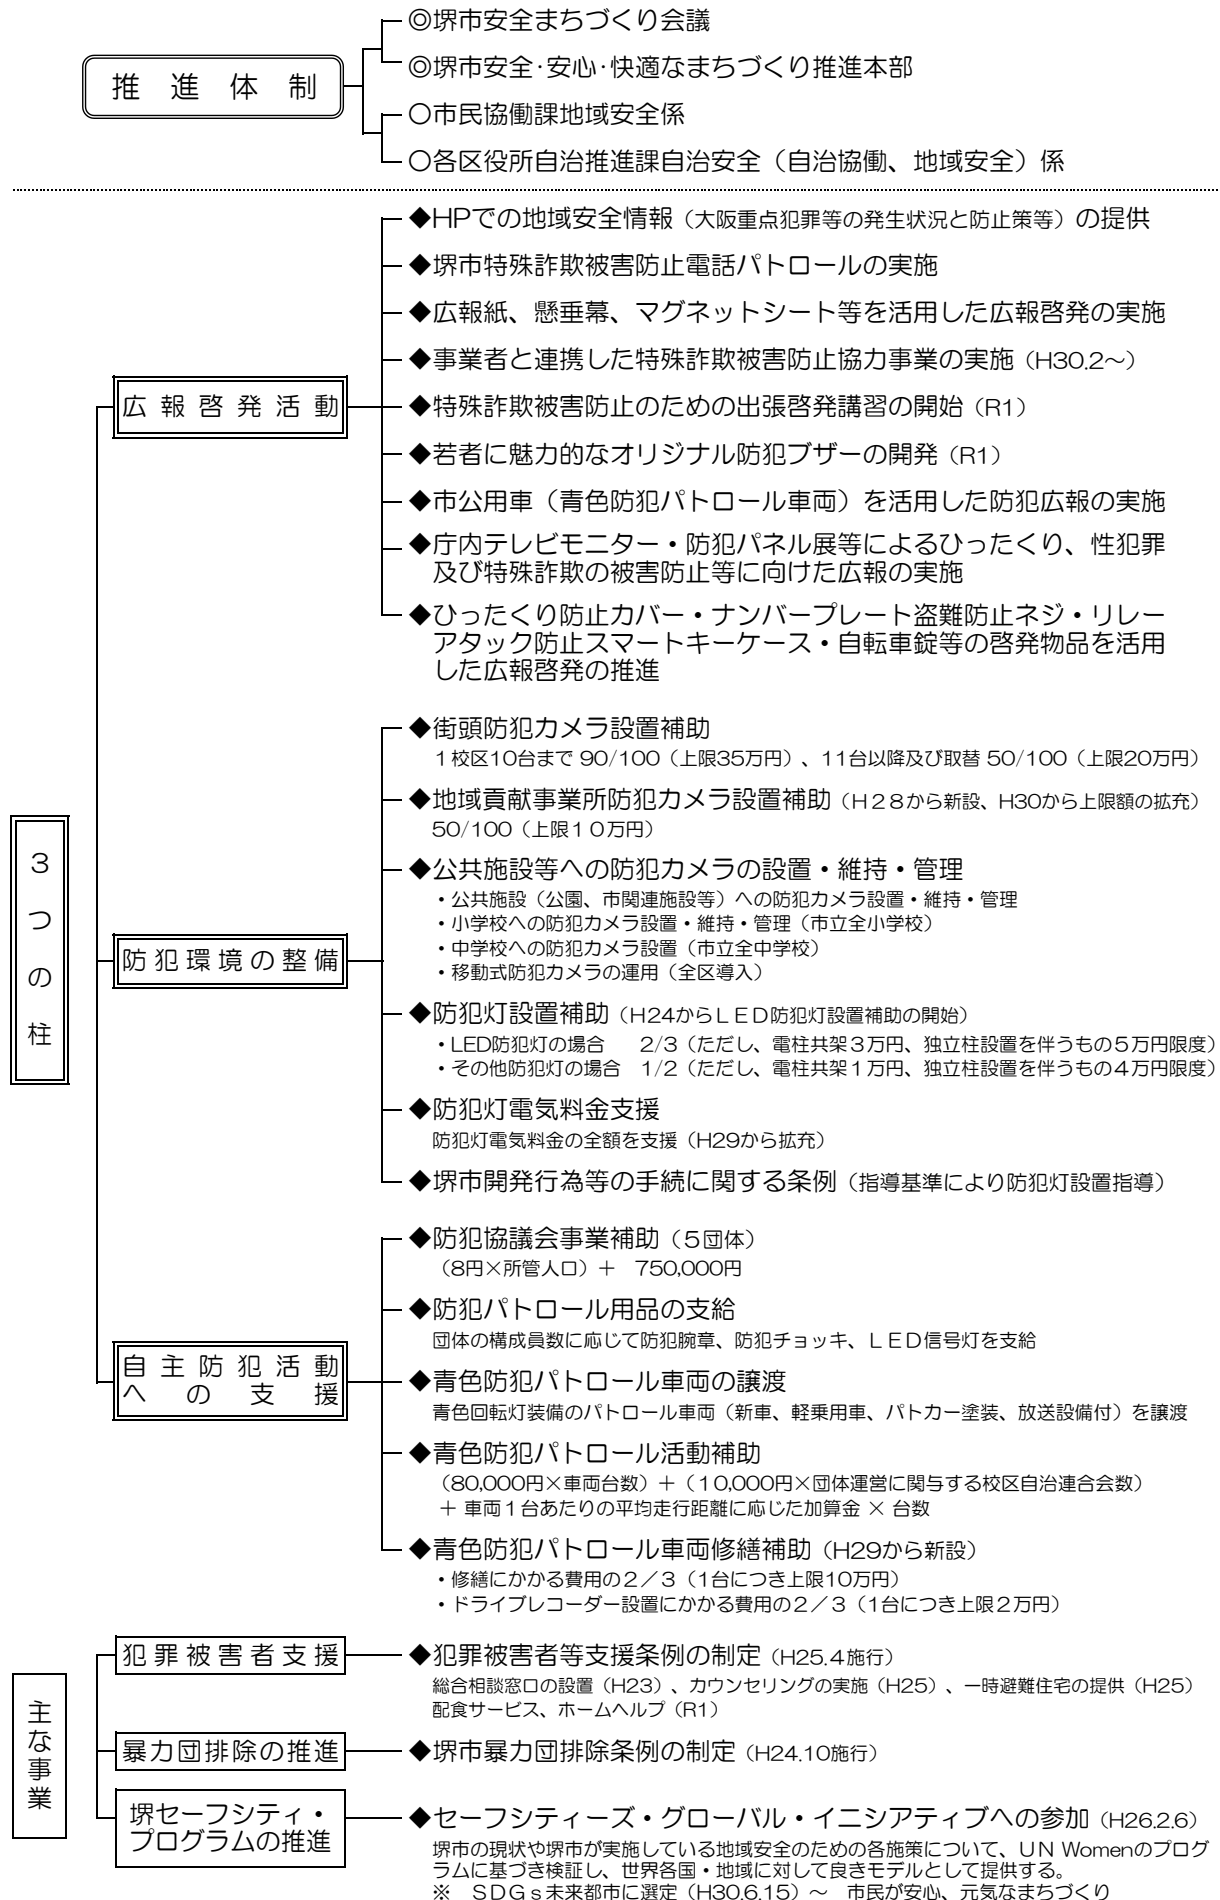 推進体制
◎堺市安全まちづくり会議
◎堺市安全･安心･快適なまちづくり推進本部
○市民協働課地域安全係
○各区役所自治推進課自治安全（自治協働、地域安全）係
3つの柱
広報啓発活動
◆HPでの地域安全情報（大阪重点犯罪等の発生状況と防止策等）の提供
◆堺市特殊詐欺被害防止電話パトロールの実施
◆広報紙、懸垂幕、マグネットシート等を活用した広報啓発の実施
◆事業者と連携した特殊詐欺被害防止協力事業の実施（H30.2～）
◆特殊詐欺被害防止のための出張啓発講習の開始（R1）
◆若者に魅力的なオリジナル防犯ブザーの開発（R1）
◆市公用車（青色防犯パトロール車両）を活用した防犯広報の実施
◆庁内テレビモニター・防犯パネル展等によるひったくり、性犯罪
及び特殊詐欺の被害防止等に向けた広報の実施
◆ひったくり防止カバー・ナンバープレート盗難防止ネジ・リレー
アタック防止スマートキーケース・自転車錠等の啓発物品を活用
した広報啓発の推進
防犯環境の整備
◆街頭防犯カメラ設置補助
１校区10台まで 90/100（上限35万円）、11台以降及び取替 50/100（上限20万円）
◆地域貢献事業所防犯カメラ設置補助（H２８から新設、H30から上限額の拡充）
50/100（上限１０万円）
◆公共施設等への防犯カメラの設置・維持・管理
・公共施設（公園、市関連施設等）への防犯カメラ設置・維持・管理
・小学校への防犯カメラ設置・維持・管理（市立全小学校）
・中学校への防犯カメラ設置（市立全中学校）
・移動式防犯カメラの運用（全区導入）
◆防犯灯設置補助（H24からＬＥＤ防犯灯設置補助の開始）
・LED防犯灯の場合　2/3（ただし、電柱共架３万円、独立柱設置を伴うもの５万円限度）
・その他防犯灯の場合　1/2（ただし、電柱共架１万円、独立柱設置を伴うもの４万円限度）
◆防犯灯電気料金支援
防犯灯電気料金の全額を支援（H29から拡充）
◆堺市開発行為等の手続に関する条例（指導基準により防犯灯設置指導）
自主防犯活動
への支援
◆防犯協議会事業補助（５団体）
（8円×所管人口）＋　750,000円
◆防犯パトロール用品の支給
団体の構成員数に応じて防犯腕章、防犯チョッキ、ＬＥＤ信号灯を支給
◆青色防犯パトロール車両の譲渡
青色回転灯装備のパトロール車両（新車、軽乗用車、パトカー塗装、放送設備付）を譲渡
◆青色防犯パトロール活動補助
（80,000円×車両台数）＋（10,000円×団体運営に関与する校区自治連合会数）
＋ 車両１台あたりの平均走行距離に応じた加算金 × 台数
◆青色防犯パトロール車両修繕補助（H29から新設）
・修繕にかかる費用の２／３（1台につき上限10万円）
・ドライブレコーダー設置にかかる費用の２／３（1台につき上限２万円）
主な事業
犯罪被害者支援
◆犯罪被害者等支援条例の制定（H25.4施行）
総合相談窓口の設置（H23）、カウンセリングの実施（H25）、一時避難住宅の提供（H25）
配食サービス、ホームヘルプ（R1）
暴力団排除の推進
◆堺市暴力団排除条例の制定（H24.10施行）
堺セーフシティ・
プログラムの推進
◆セーフシティーズ・グローバル・イニシアティブへの参加（H26.2.6）
堺市の現状や堺市が実施している地域安全のための各施策について、ＵＮ Womenのプログ
ラムに基づき検証し、世界各国・地域に対して良きモデルとして提供する。
※　ＳＤＧｓ未来都市に選定（H30.6.15）～　市民が安心、元気なまちづくり